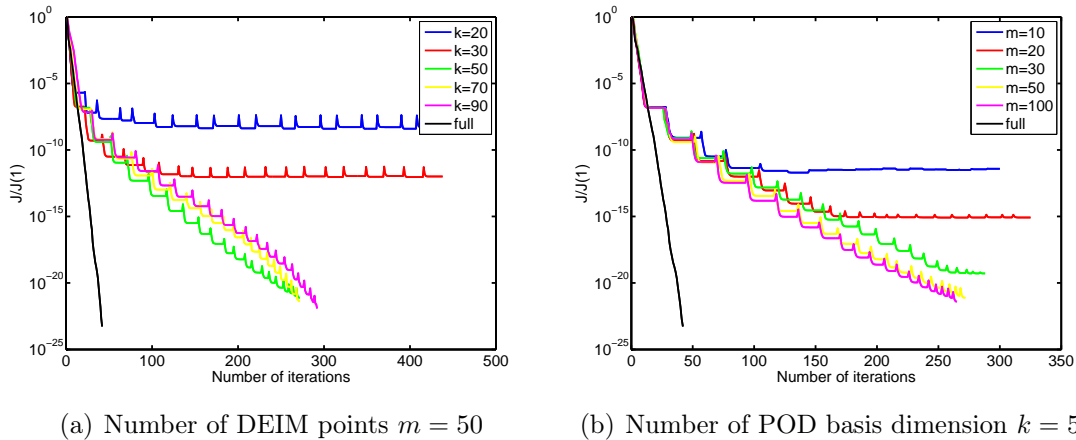 10^0
10^-5
10^-10
10^-15
10^-20
10^-25
J/J(1)
0 100 200 300 400 500
Number of iterations
k=20
k=30
k=50
k=70
k=90
full
(a) Number of DEIM points m = 50
10^0
10^-5
10^-10
10^-15
10^-20
10^-25
J/J(1)
0 50 100 150 200 250 300 350
Number of iterations
m=10
m=20
m=30
m=50
m=100
full
(b) Number of POD basis dimension k = 5